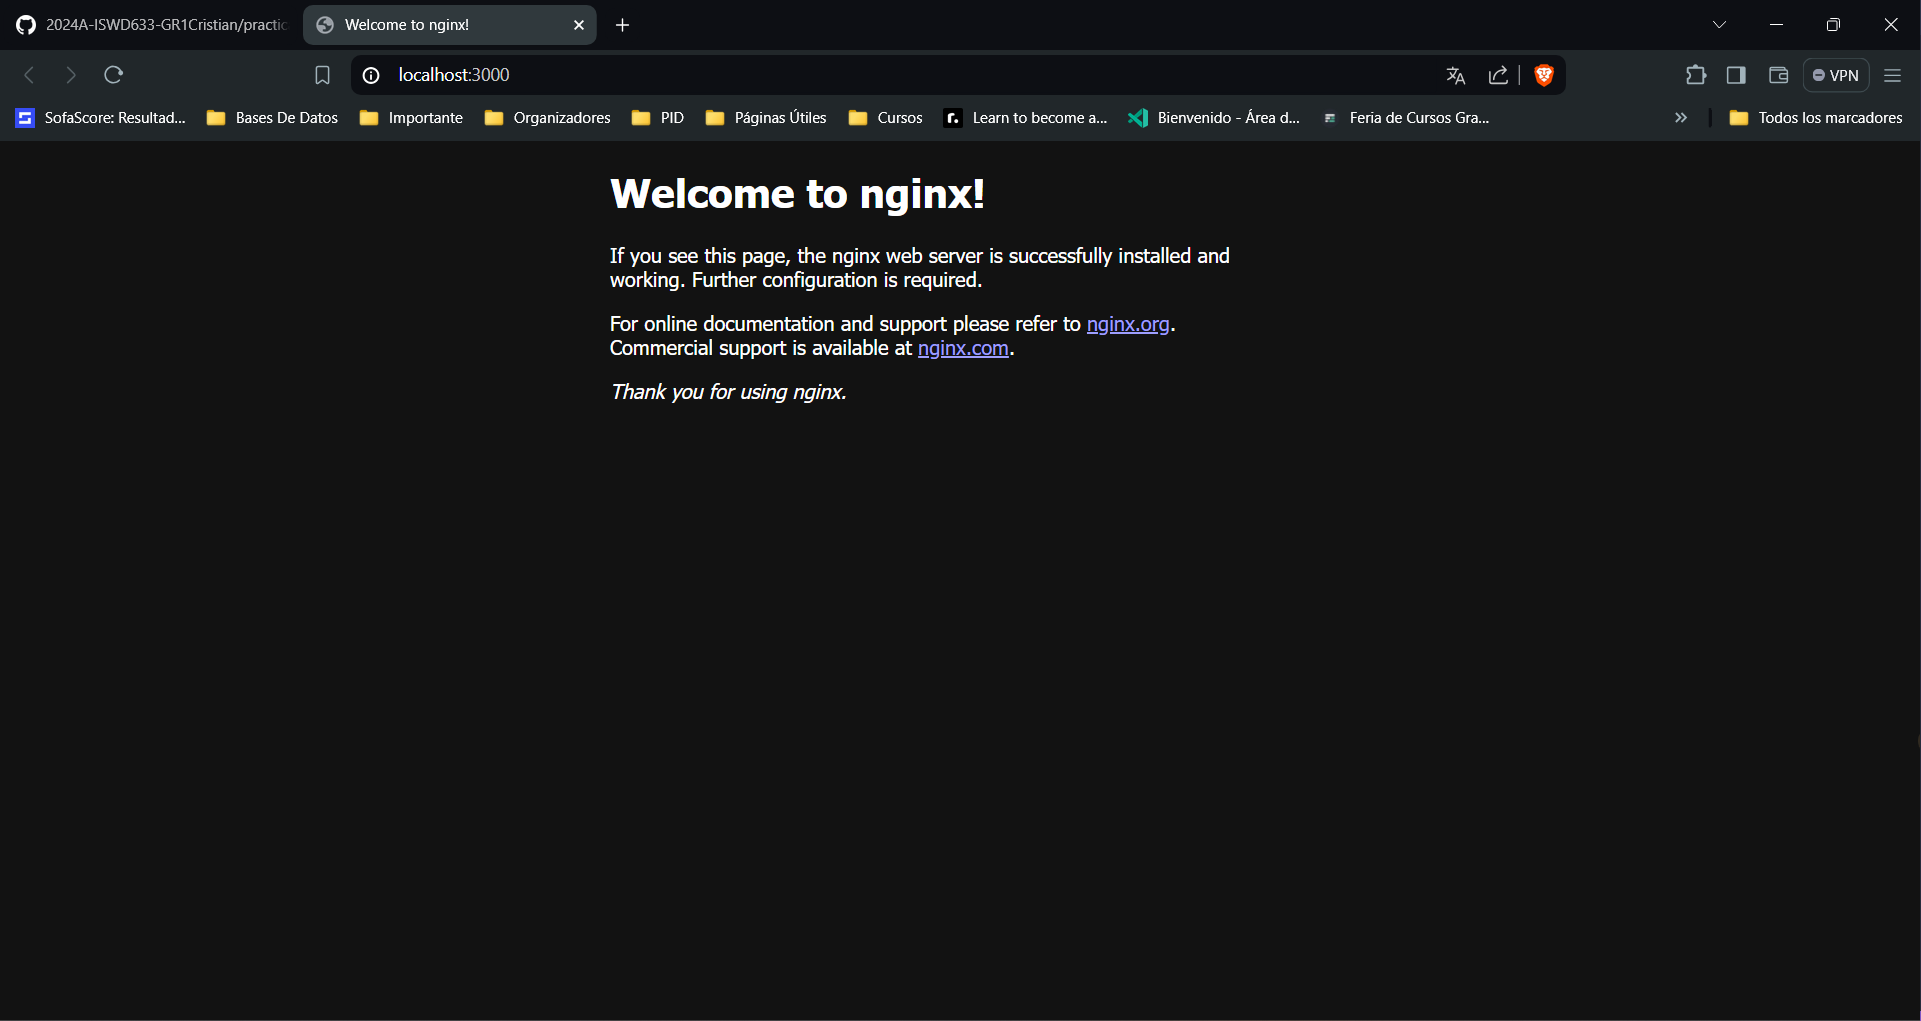 2024A-ISWD633-GR1Cristian/practic
Welcome to nginx!
localhost:3000
VPN
SofaScore: Resultad...
Bases De Datos
Importante
Organizadores
PID
Páginas Útiles
Cursos
Learn to become a...
Bienvenido - Área d...
Feria de Cursos Gra...
Todos los marcadores
Welcome to nginx!
If you see this page, the nginx web server is successfully installed and
working. Further configuration is required.
For online documentation and support please refer to nginx.org.
Commercial support is available at nginx.com.
Thank you for using nginx.